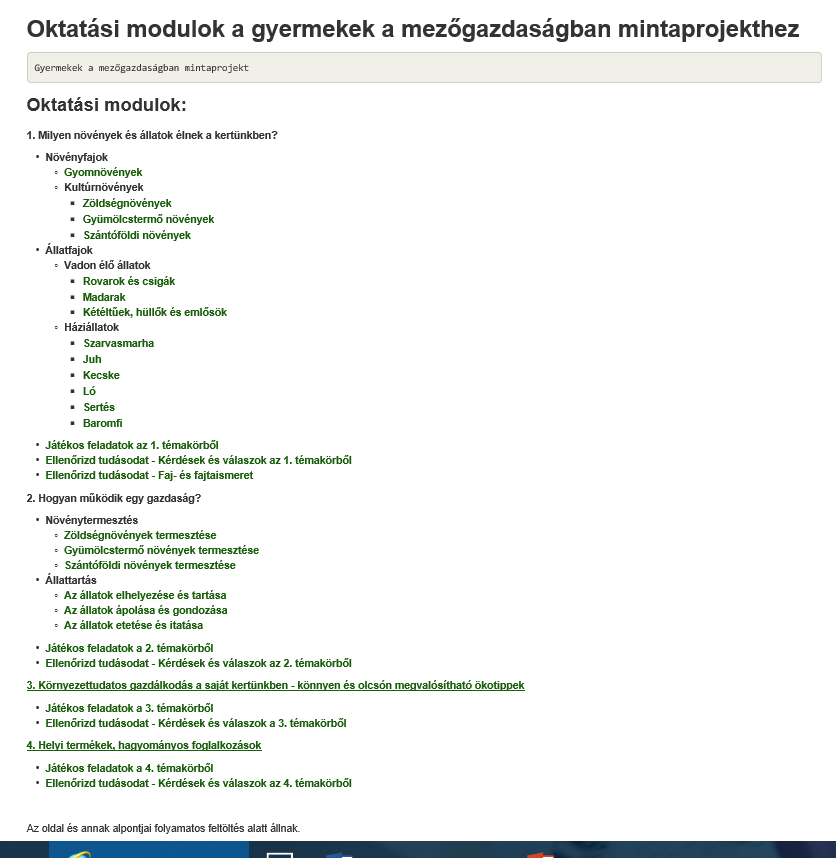 Oktatási modulok a gyermekek a mezőgazdaságban mintaprojekthez
Gyermekek a mezőgazdaságban mintaprojekt
Oktatási modulok:
1. Milyen növények és állatok élnek a kertünkben?
• Növényfajok
◦ Gyomnövények
◦ Kultúrnövények
▪ Zöldségnövények
▪ Gyümölcstermő növények
▪ Szántóföldi növények
• Állatfajok
◦ Vadon élő állatok
▪ Rovarok és csigák
▪ Madarak
▪ Kétéltűek, hüllők és emlősök
◦ Háziállatok
▪ Szarvasmarha
▪ Juh
▪ Kecske
▪ Ló
▪ Sertés
▪ Baromfi
• Játékos feladatok az 1. témakörből
• Ellenőrizd tudásodat - Kérdések és válaszok az 1. témakörből
• Ellenőrizd tudásodat - Faj- és fajtaismeret
2. Hogyan működik egy gazdaság?
• Növénytermesztés
◦ Zöldségnövények termesztése
◦ Gyümölcstermő növények termesztése
◦ Szántóföldi növények termesztése
• Állattartás
◦ Az állatok elhelyezése és tartása
◦ Az állatok ápolása és gondozása
◦ Az állatok etetése és itatása
• Játékos feladatok a 2. témakörből
• Ellenőrizd tudásodat - Kérdések és válaszok az 2. témakörből
3. Környezettudatos gazdálkodás a saját kertünkben - könnyen és olcsón megvalósítható ökotippek
• Játékos feladatok a 3. témakörből
• Ellenőrizd tudásodat - Kérdések és válaszok a 3. témakörből
4. Helyi termékek, hagyományos foglalkozások
• Játékos feladatok a 4. témakörből
• Ellenőrizd tudásodat - Kérdések és válaszok az 4. témakörből
Az oldal és annak alpontjai folyamatos feltöltés alatt állnak.